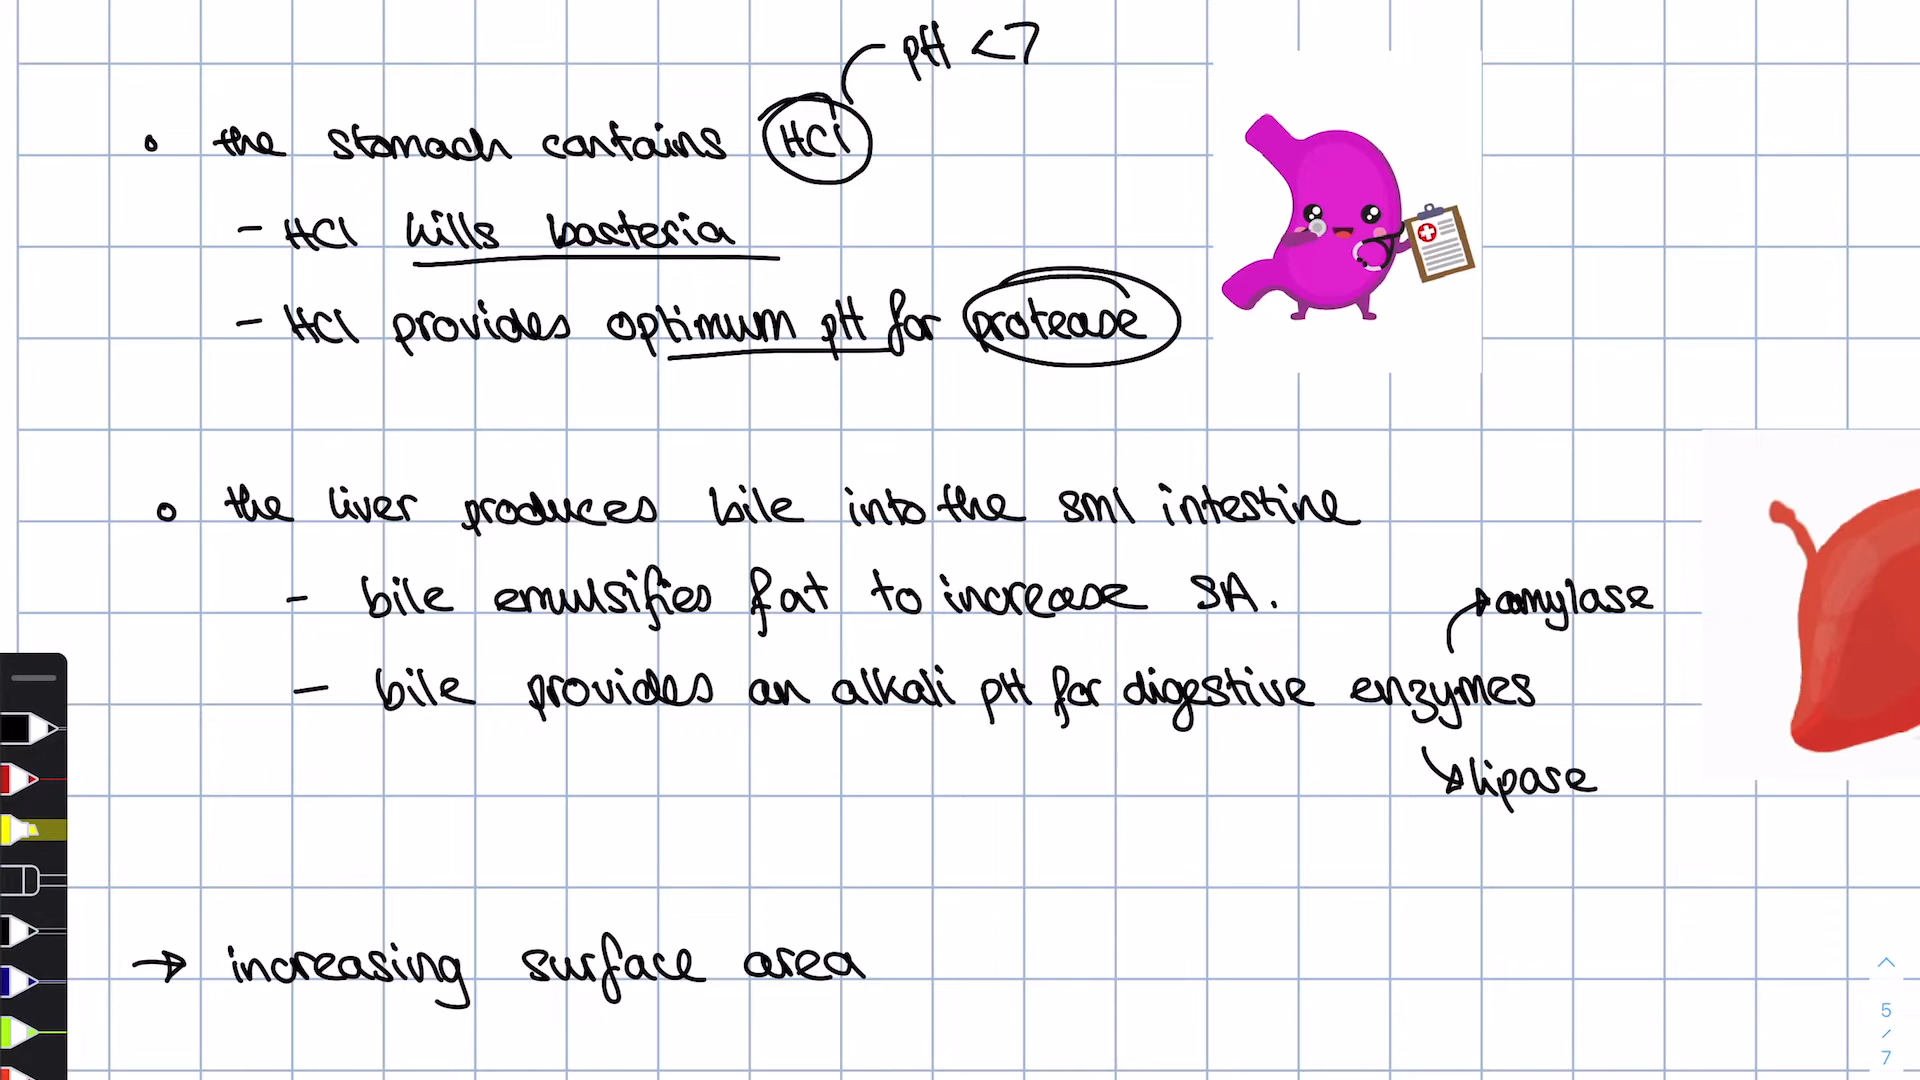 pH <7
• the stomach contains HCl
- HCl kills bacteria
- HCl provides optimum pH for protease
• the liver produces bile into the sml intestine
- bile emulsifies fat to increase SA.
→ amylase
- bile provides an alkali pH for digestive enzymes
→ lipase
→ increasing surface area
5
/
7